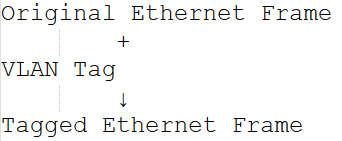 Original Ethernet Frame
+
VLAN Tag
↓
Tagged Ethernet Frame